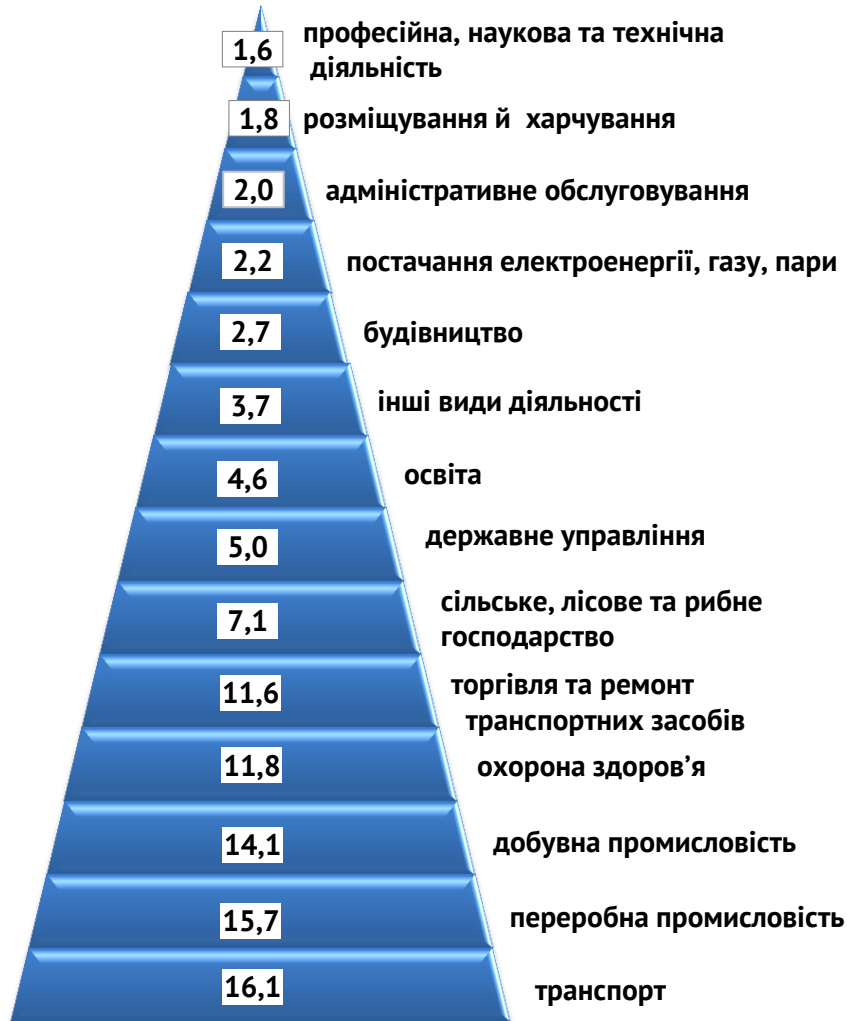 1,6
професійна, наукова та технічна
діяльність
1,8
розміщування й  харчування
2,0
адміністративне обслуговування
2,2
постачання електроенергії, газу, пари
2,7
будівництво
3,7
інші види діяльності
4,6
освіта
5,0
державне управління
7,1
сільське, лісове та рибне
господарство
11,6
торгівля та ремонт
транспортних засобів
11,8
охорона здоров’я
14,1
добувна промисловість
15,7
переробна промисловість
16,1
транспорт